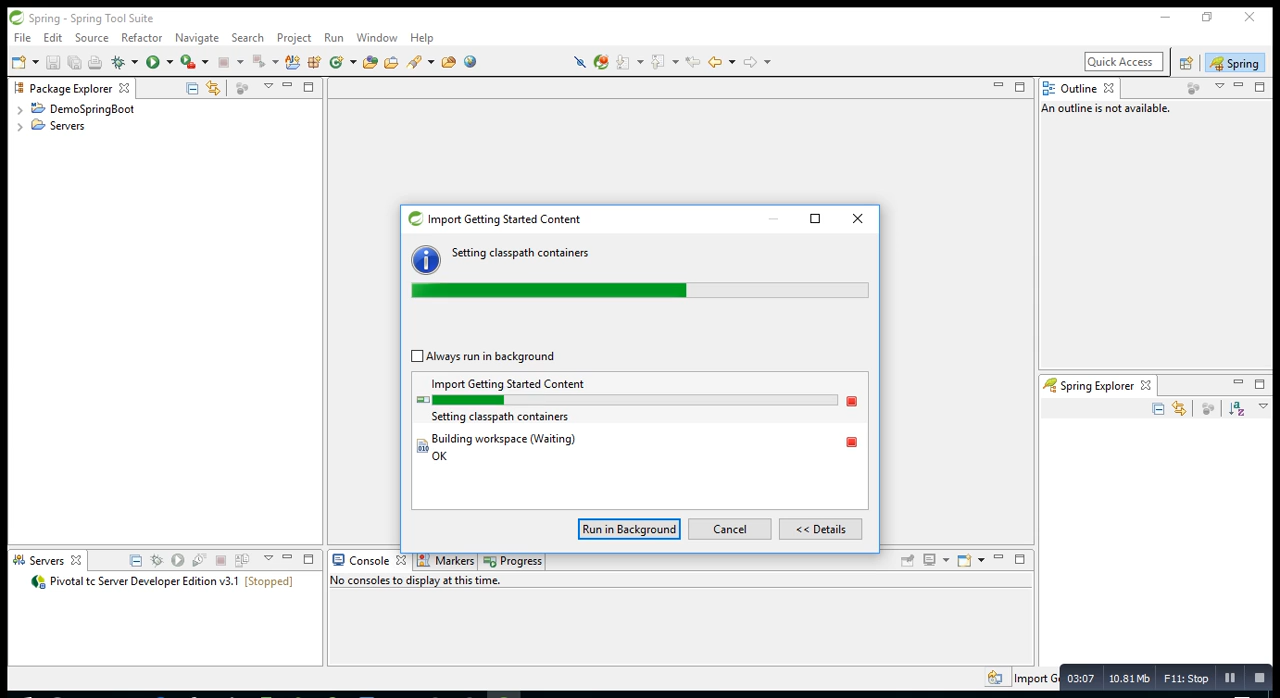 Spring - Spring Tool Suite
File Edit Source Refactor Navigate Search Project Run Window Help
Quick Access
Spring
Package Explorer
DemoSpringBoot
Servers
Outline
An outline is not available.
Import Getting Started Content
Setting classpath containers
Always run in background
Import Getting Started Content
Setting classpath containers
010
Building workspace (Waiting)
OK
Run in Background Cancel << Details
Spring Explorer
Servers
Pivotal tc Server Developer Edition v3.1 [Stopped]
Console Markers Progress
No consoles to display at this time.
Import G
03:07 10.81Mb F11: Stop